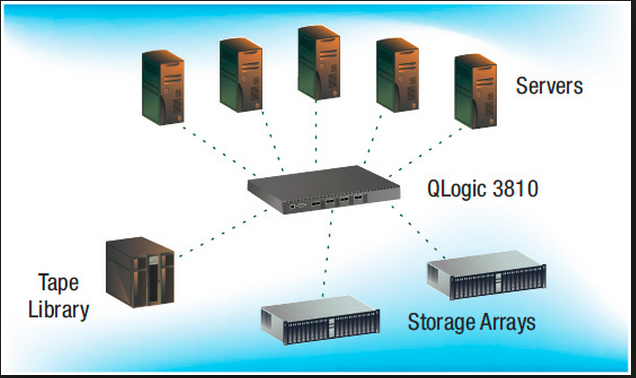 Servers
QLogic 3810
Tape
Library
Storage Arrays